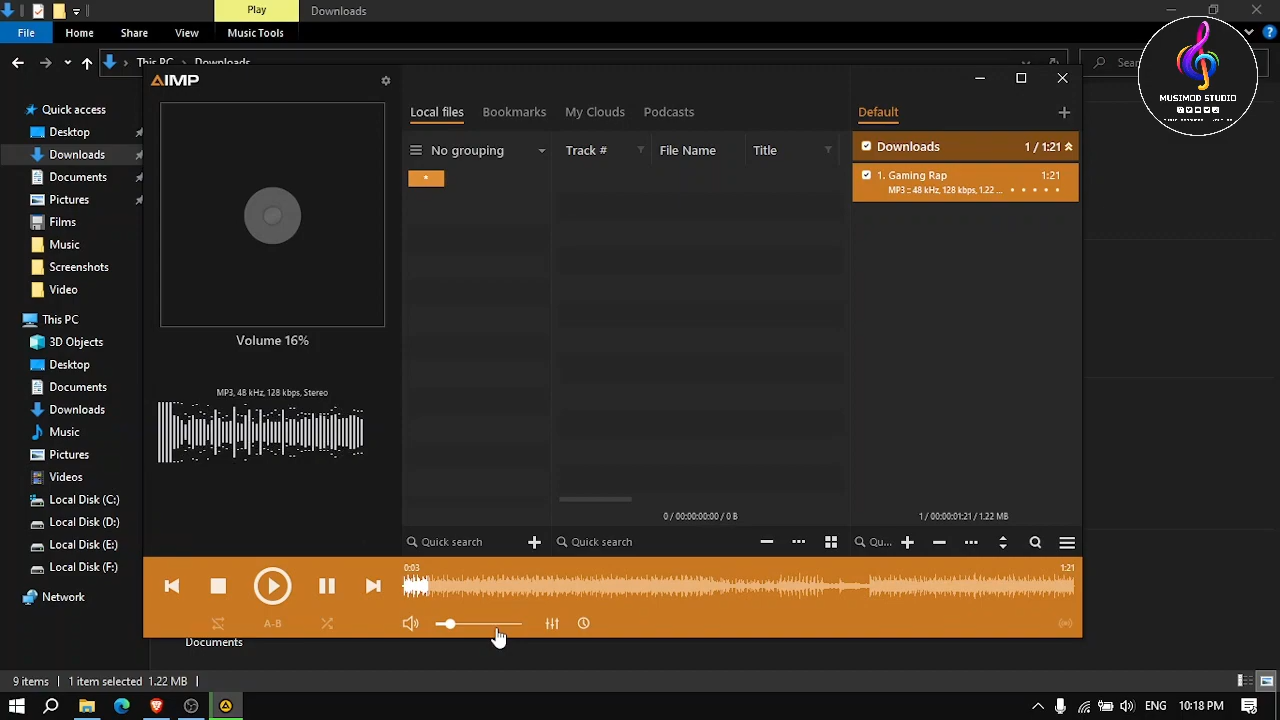 Play
Downloads
File
Home
Share
View
Music Tools
This PC
Downloads
MUSIMOD STUDIO
AIMP
Quick access
Desktop
Downloads
Documents
Pictures
Films
Music
Screenshots
Video
This PC
3D Objects
Desktop
Documents
Downloads
Music
Pictures
Videos
Local Disk (C:)
Local Disk (D:)
Local Disk (E:)
Local Disk (F:)
Network
Volume 16%
MP3, 48 kHz, 128 kbps, Stereo
Local files
Bookmarks
My Clouds
Podcasts
No grouping
Track #
File Name
Title
*
0 / 00:00:00:00 / 0 B
Quick search
Quick search
Default
Downloads
1 / 1:21
1. Gaming Rap
1:21
MP3 :: 48 kHz, 128 kbps, 1.22 ...
1 / 00:00:01:21 / 1.22 MB
Qu...
0:03
1:21
A-B
Documents
9 items
1 item selected 1.22 MB
ENG
10:18 PM